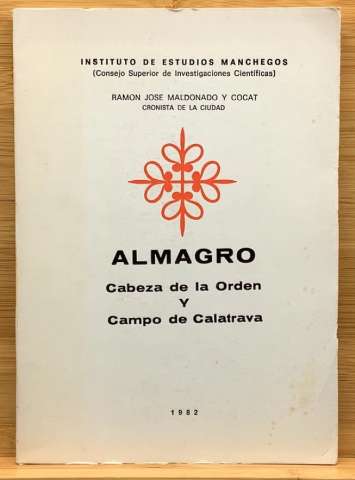 INSTITUTO DE ESTUDIOS MANCHEGOS
(Consejo Superior de Investigaciones Científicas)
RAMON JOSE MALDONADO Y COCAT
CRONISTA DE LA CIUDAD
ALMAGRO
Cabeza de la Orden
Y
Campo de Calatrava
1982